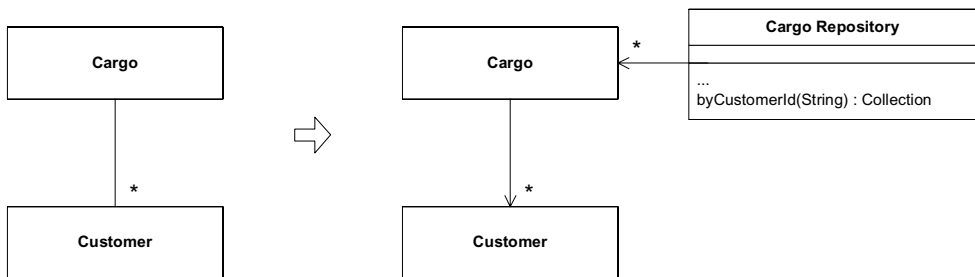 Cargo
*
Customer
Cargo
*
Customer
*
Cargo Repository
...
byCustomerId(String) : Collection